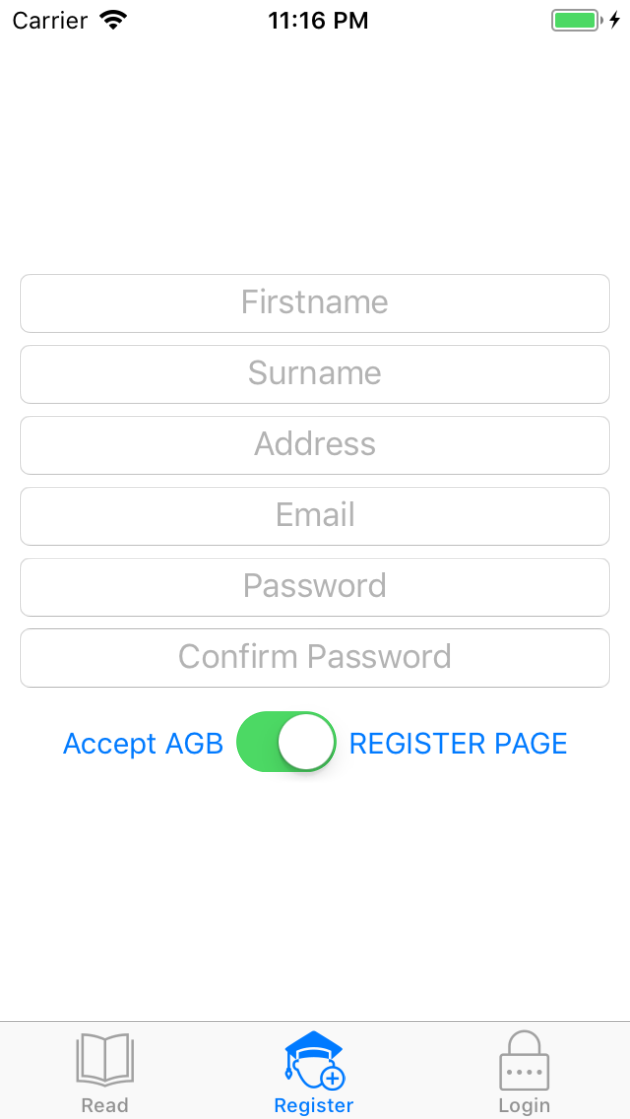 Carrier 11:16 PM
Firstname
Surname
Address
Email
Password
Confirm Password
Accept AGB REGISTER PAGE
Read Register Login